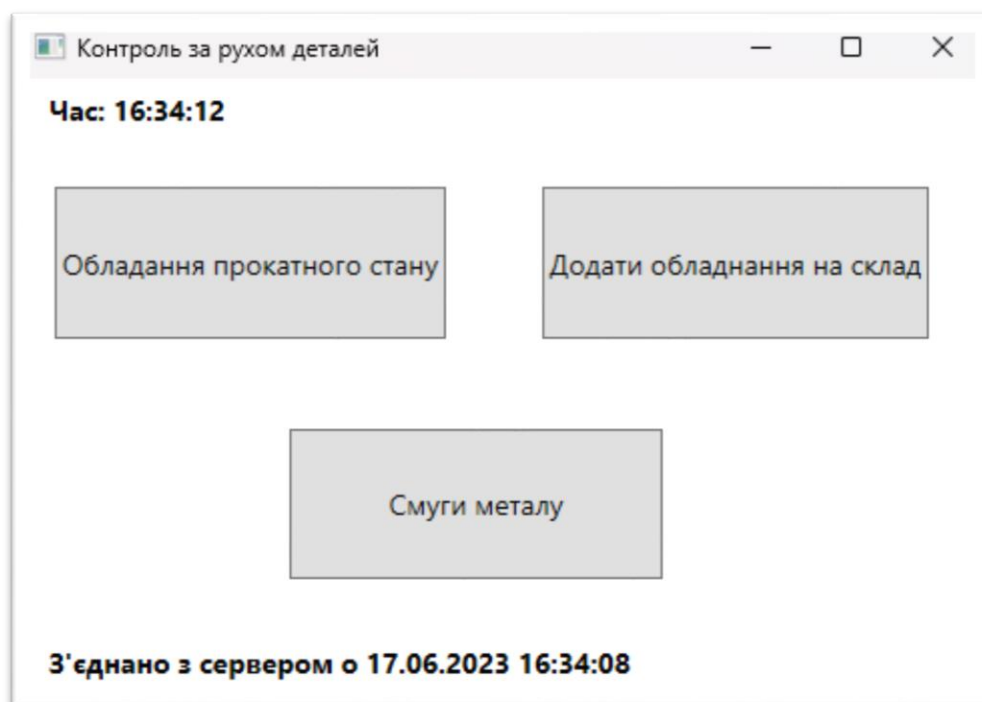 Контроль за рухом деталей
Час: 16:34:12
Обладання прокатного стану
Додати обладнання на склад
Смуги металу
З'єднано з сервером о 17.06.2023 16:34:08